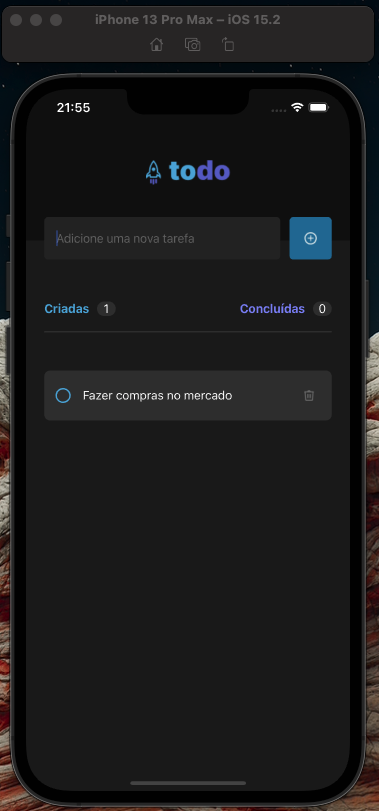 iPhone 13 Pro Max – iOS 15.2
21:55
todo
Adicione uma nova tarefa
Criadas 1 Concluídas 0
Fazer compras no mercado